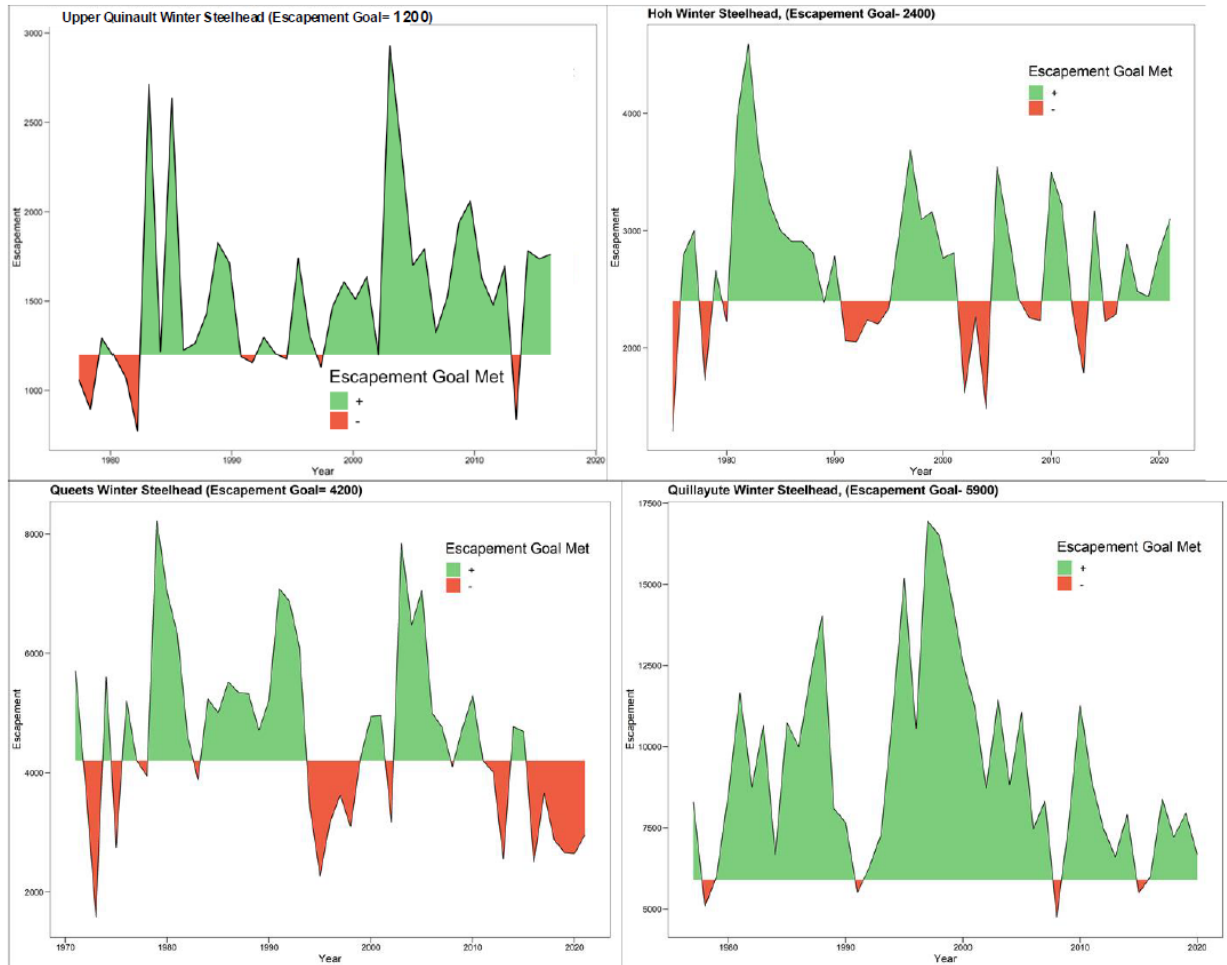 Upper Quinault Winter Steelhead (Escapement Goal= 1200)
3000
2500
2000
1500
1000
Escapement
Escapement Goal Met
+
-
1980
1990
2000
2010
2020
Year
Hoh Winter Steelhead, (Escapement Goal- 2400)
4000
3000
2000
Escapement
Escapement Goal Met
+
-
1980
1990
2000
2010
2020
Year
Queets Winter Steelhead (Escapement Goal= 4200)
8000
6000
4000
2000
Escapement
Escapement Goal Met
+
-
1970
1980
1990
2000
2010
2020
Year
Quillayute Winter Steelhead, (Escapement Goal- 5900)
17500
15000
12500
10000
7500
5000
Escapement
Escapement Goal Met
+
-
1980
1990
2000
2010
2020
Year